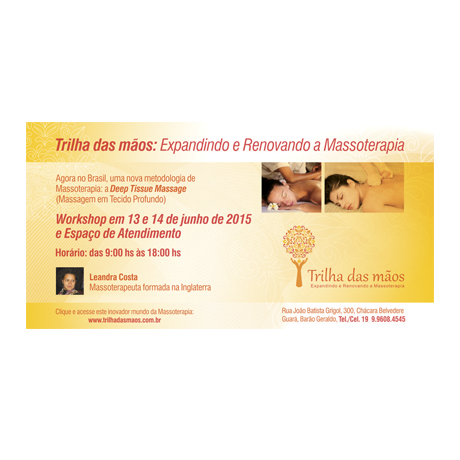 Trilha das mãos: Expandindo e Renovando a Massoterapia
Agora no Brasil, uma nova metodologia de
Massoterapia: a Deep Tissue Massage
(Massagem em Tecido Profundo)
Workshop em 13 e 14 de junho de 2015
e Espaço de Atendimento
Horário: das 9:00 hs às 18:00 hs
Leandra Costa
Massoterapeuta formada na Inglaterra
Trilha das mãos
Expandindo e Renovando a Massoterapia
Clique e acesse este inovador mundo da Massoterapia:
www.trilhadasmaos.com.br
Rua João Batista Grigol, 300, Chácara Belvedere
Guará, Barão Geraldo, Tel./Cel. 19 9.9608.4545